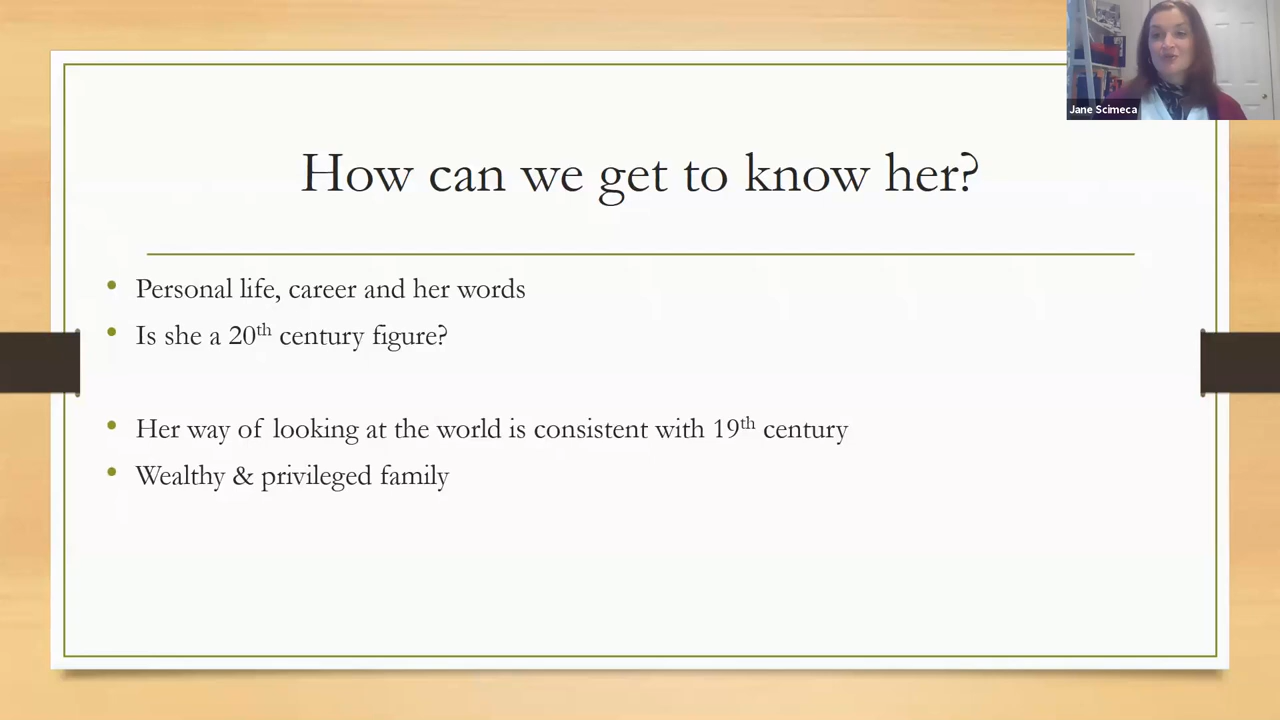 Jane Scimeca
How can we get to know her?
• Personal life, career and her words
• Is she a 20th century figure?
• Her way of looking at the world is consistent with 19th century
• Wealthy & privileged family